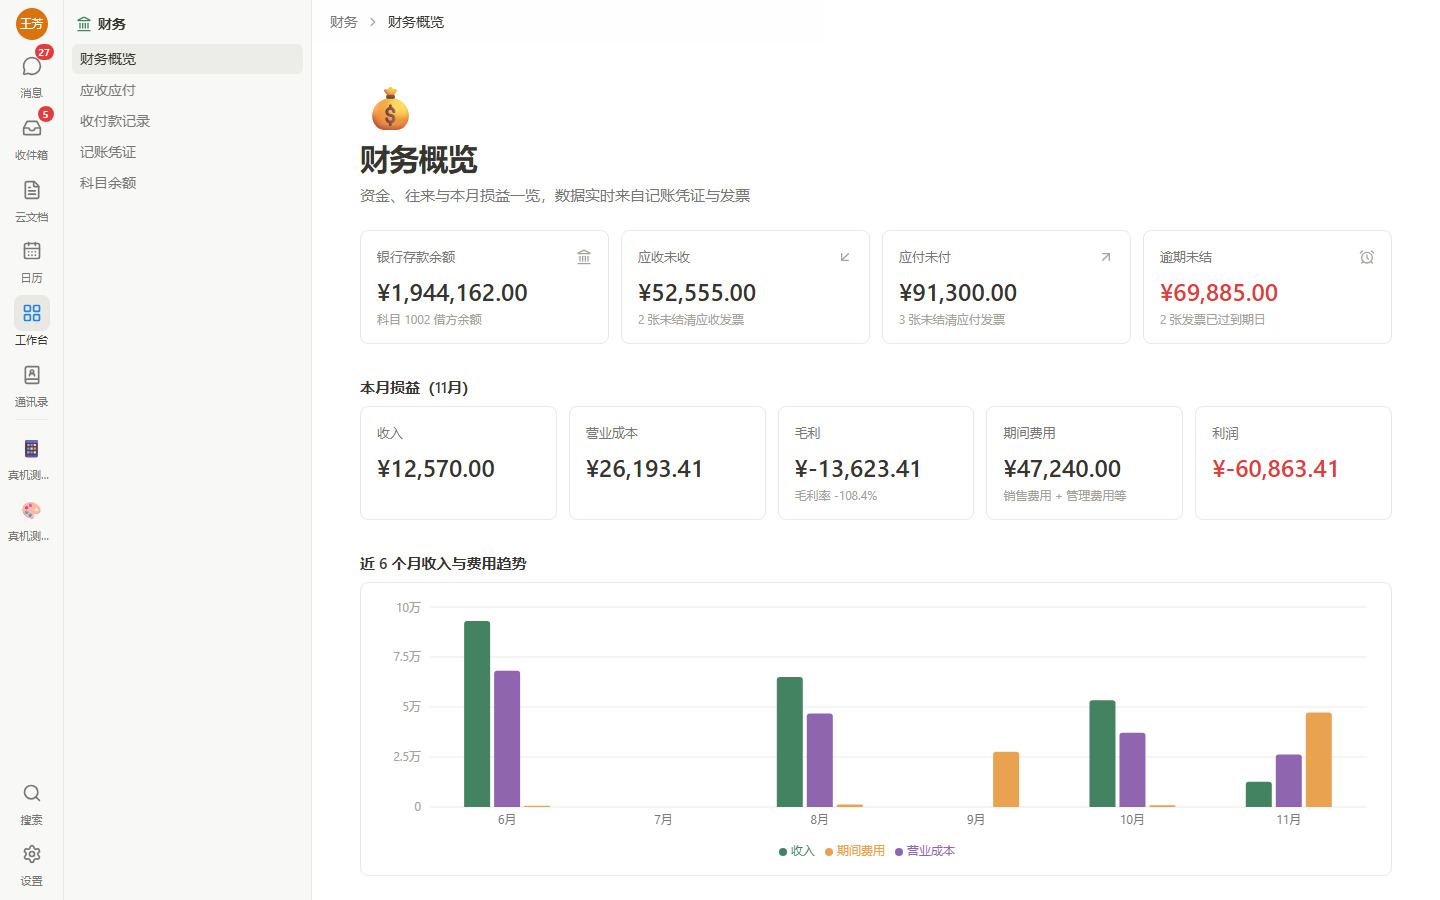 王芳
27
消息
5
收件箱
云文档
日历
工作台
通讯录
真机测...
真机测...
搜索
设置
财务
财务概览
应收应付
收付款记录
记账凭证
科目余额
财务 > 财务概览
财务概览
资金、往来与本月损益一览，数据实时来自记账凭证与发票
银行存款余额
¥1,944,162.00
科目 1002 借方余额
应收未收
¥52,555.00
2 张未结清应收发票
应付未付
¥91,300.00
3 张未结清应付发票
逾期未结
¥69,885.00
2 张发票已过到期日
本月损益（11月）
收入
¥12,570.00
营业成本
¥26,193.41
毛利
¥-13,623.41
毛利率 -108.4%
期间费用
¥47,240.00
销售费用 + 管理费用等
利润
¥-60,863.41
近 6 个月收入与费用趋势
10万
7.5万
5万
2.5万
0
6月 7月 8月 9月 10月 11月
收入 期间费用 营业成本